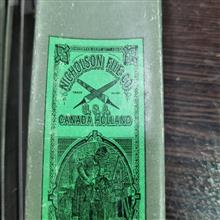 NICHOLSON FILE CO.
TRADE MARK
U.S.A.
CANADA HOLLAND